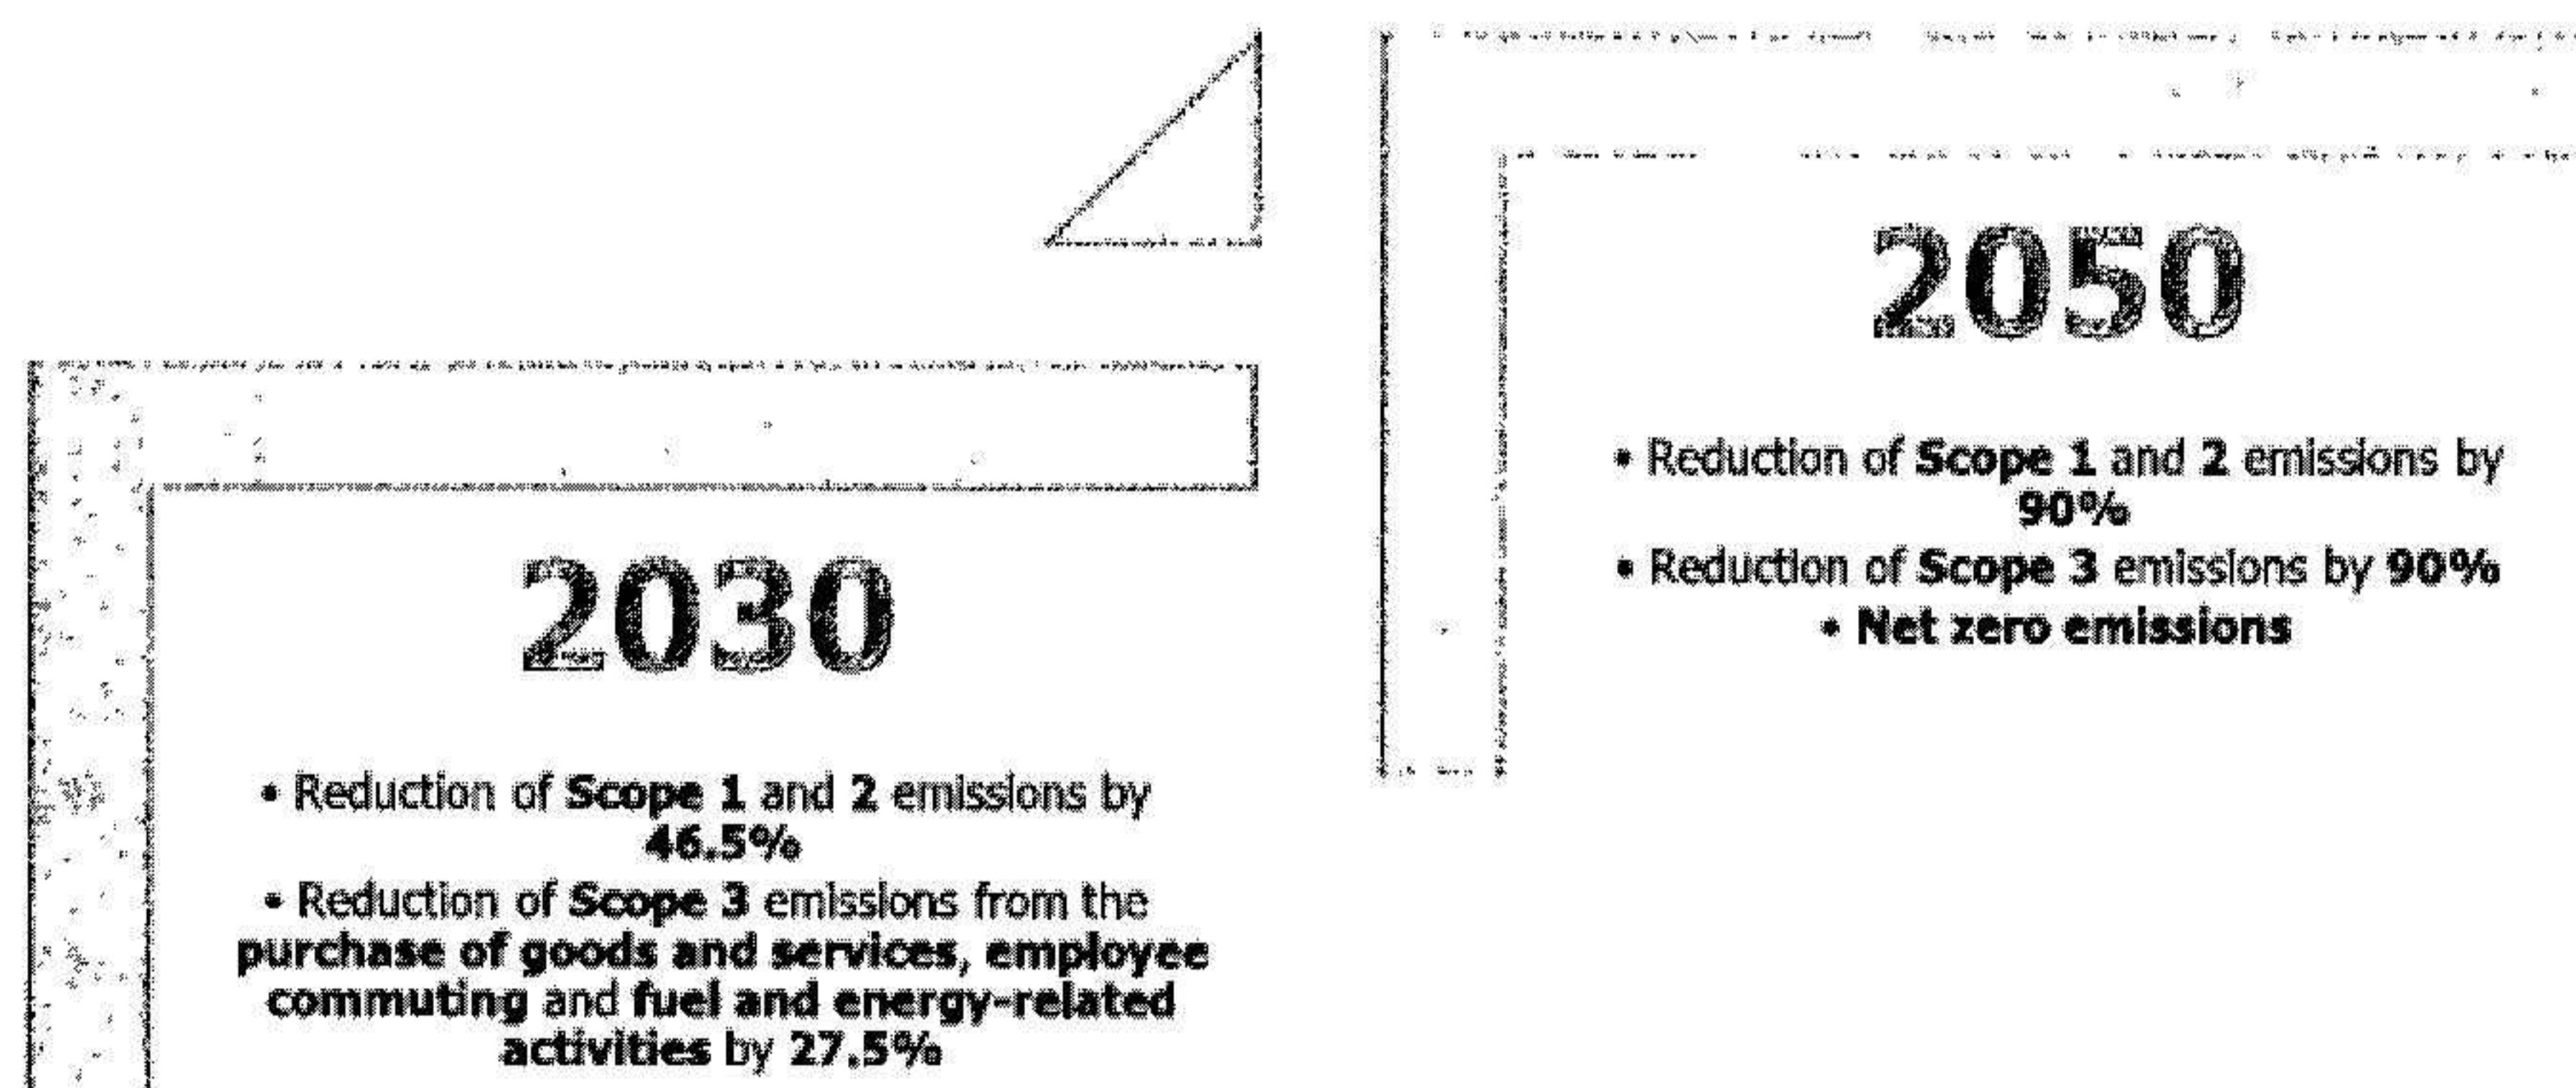 2030
• Reduction of Scope 1 and 2 emissions by
46.5%
• Reduction of Scope 3 emissions from the
purchase of goods and services, employee
commuting and fuel and energy-related
activities by 27.5%
2050
• Reduction of Scope 1 and 2 emissions by
90%
• Reduction of Scope 3 emissions by 90%
• Net zero emissions